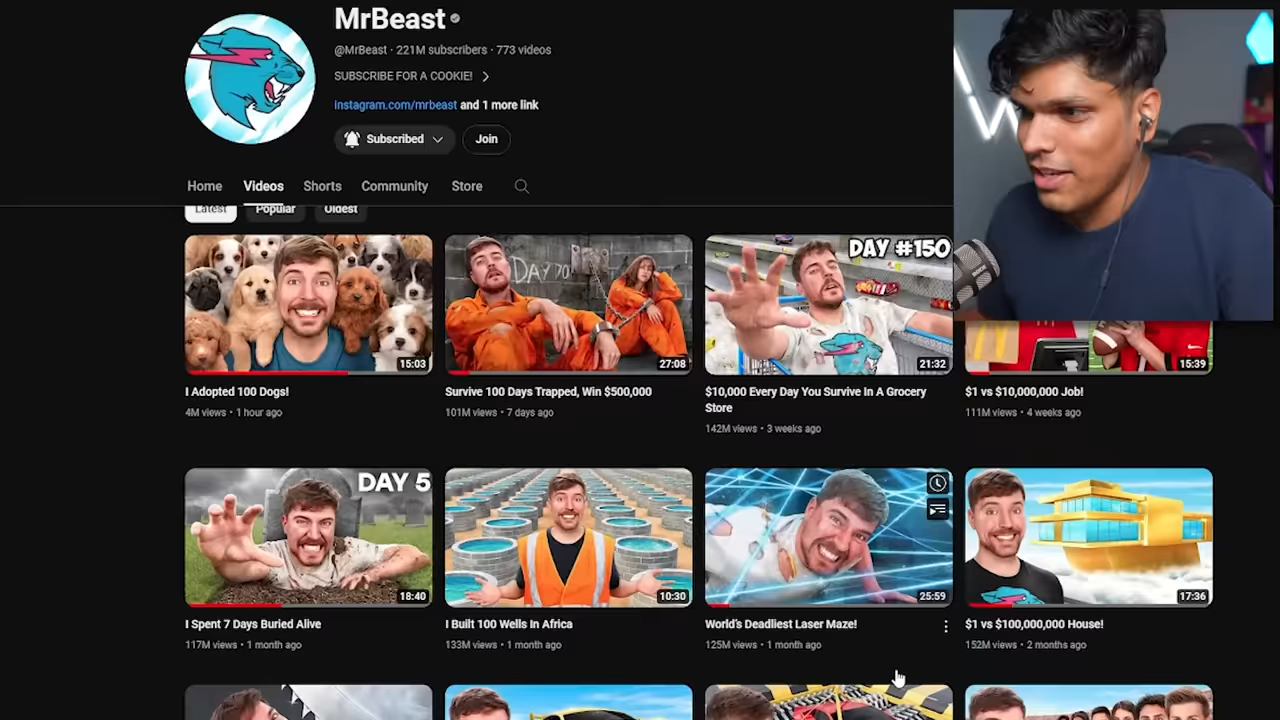 MrBeast
@MrBeast · 221M subscribers · 773 videos
SUBSCRIBE FOR A COOKIE!
instagram.com/mrbeast and 1 more link
Subscribed
Join
Home
Videos
Shorts
Community
Store
Latest
Popular
Oldest
15:03
I Adopted 100 Dogs!
4M views · 1 hour ago
DAY 70
27:08
Survive 100 Days Trapped, Win $500,000
101M views · 7 days ago
DAY #150
21:32
$10,000 Every Day You Survive In A Grocery
Store
142M views · 3 weeks ago
RODE
15:39
$1 vs $10,000,000 Job!
111M views · 4 weeks ago
DAY 5
18:40
I Spent 7 Days Buried Alive
117M views · 1 month ago
10:30
I Built 100 Wells In Africa
133M views · 1 month ago
25:59
World's Deadliest Laser Maze!
125M views · 1 month ago
17:36
$1 vs $100,000,000 House!
152M views · 2 months ago